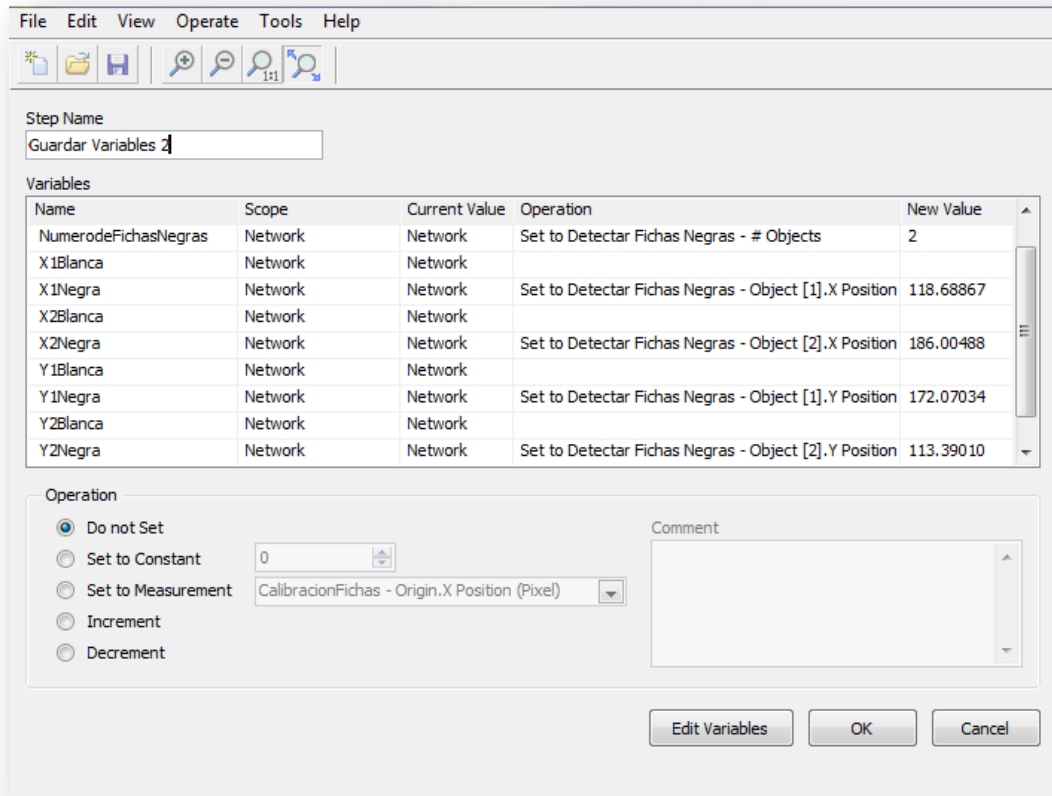 File Edit View Operate Tools Help
1:1
Step Name
Guardar Variables 2
Variables
Name Scope Current Value Operation New Value
NumerodeFichasNegras Network Network Set to Detectar Fichas Negras - # Objects 2
X1Blanca Network Network
X1Negra Network Network Set to Detectar Fichas Negras - Object [1].X Position 118.68867
X2Blanca Network Network
X2Negra Network Network Set to Detectar Fichas Negras - Object [2].X Position 186.00488
Y1Blanca Network Network
Y1Negra Network Network Set to Detectar Fichas Negras - Object [1].Y Position 172.07034
Y2Blanca Network Network
Y2Negra Network Network Set to Detectar Fichas Negras - Object [2].Y Position 113.39010
Operation
Do not Set Comment
Set to Constant 0
Set to Measurement CalibracionFichas - Origin.X Position (Pixel)
Increment
Decrement
Edit Variables OK Cancel